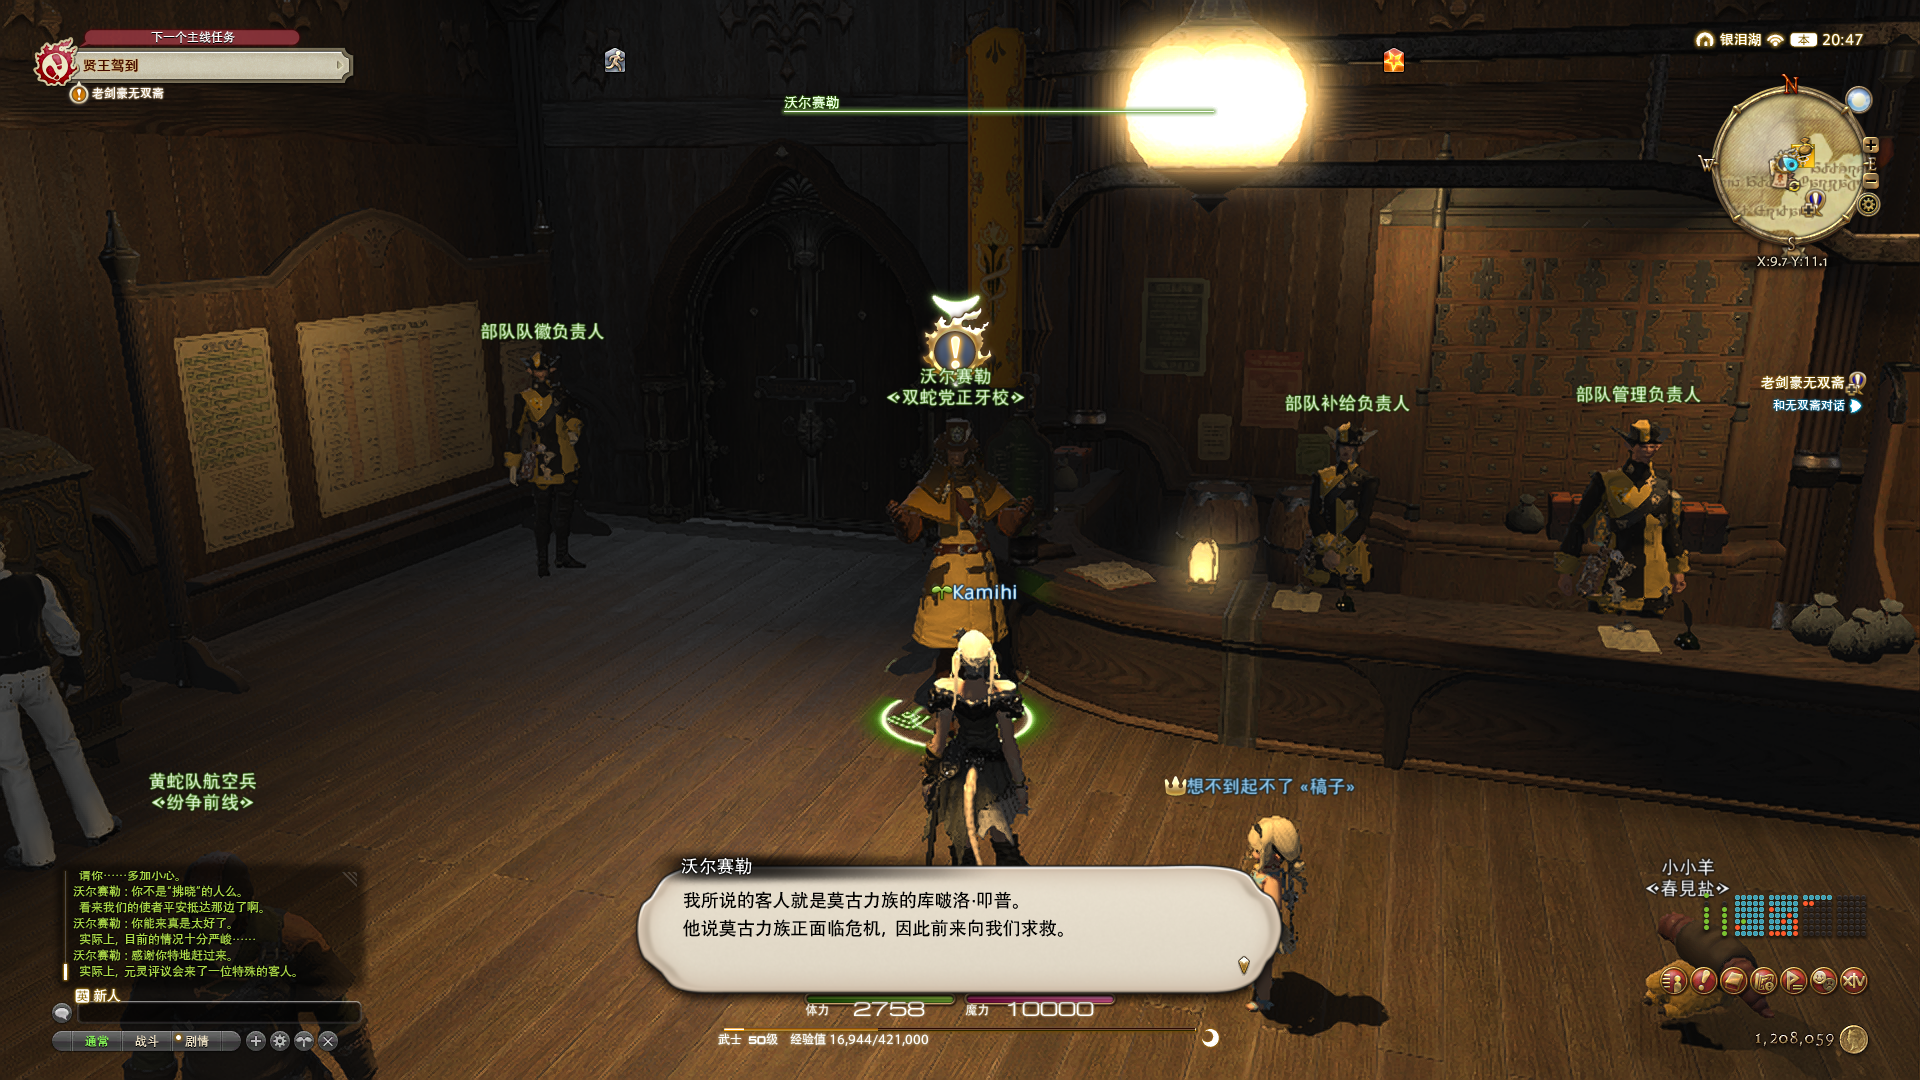 下一个主线任务
贤王驾到
老剑豪无双斋
沃尔赛勒
银泪湖
本
20:47
N
W
E
S
X:9.7 Y:11.1
部队队徽负责人
沃尔赛勒
双蛇党正牙校
部队补给负责人
部队管理负责人
老剑豪无双斋
和无双斋对话
Kamihi
黄蛇队航空兵
纷争前线
想不到起不了 «稿子»
小小羊
春見盐
谓你……多加小心。
沃尔赛勒：你不是“拂晓”的人么。
看来我们的使者平安抵达那边了啊。
沃尔赛勒：你能来真是太好了。
实际上，目前的情况十分严峻……
沃尔赛勒：感谢你特地赶过来。
实际上，元灵评议会来了一位特殊的客人。
英 新人
通常
战斗
剧情
沃尔赛勒
我所说的客人就是莫古力族的库啵洛·叩普。
他说莫古力族正面临危机，因此前来向我们求救。
体力 2758
魔力 10000
武士 50级 经验值 16,944/421,000
XIV
1,208,059